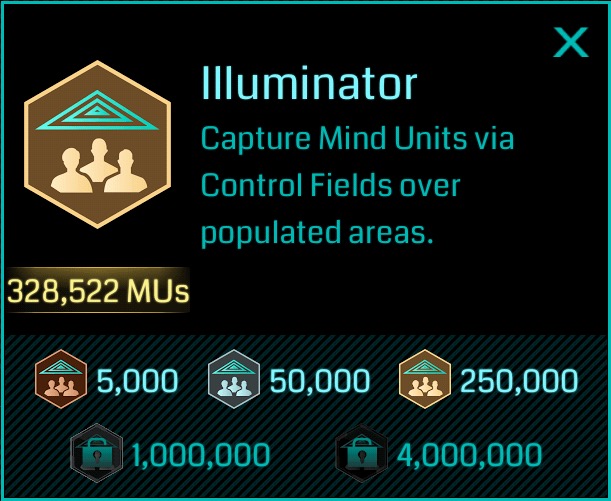 X
Illuminator
Capture Mind Units via
Control Fields over
populated areas.
328,522 MUs
5,000 50,000 250,000
1,000,000 4,000,000